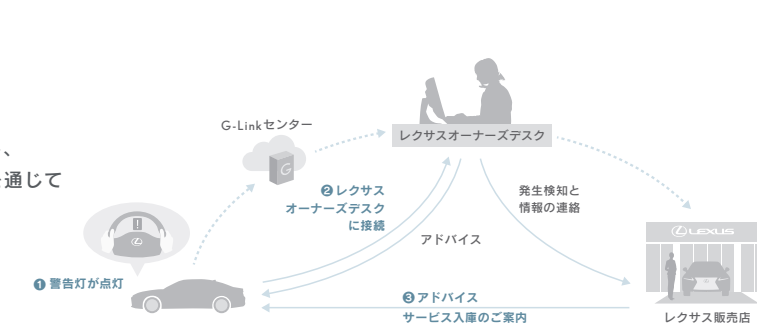 、
通じて
G-Linkセンター
G
レクサスオーナーズデスク
❷レクサス
オーナーズデスク
に接続
アドバイス
発生検知と
情報の連絡
!
❶警告灯が点灯
❸アドバイス
サービス入庫のご案内
LEXUS
レクサス販売店